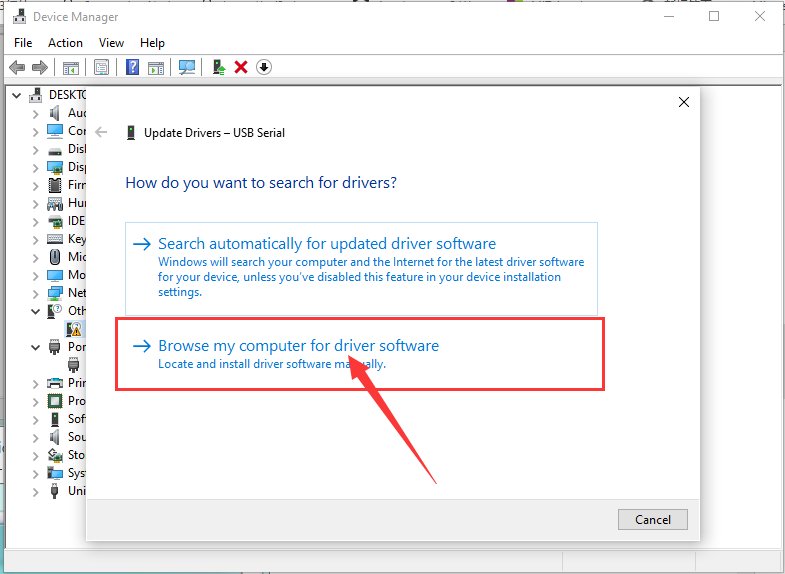 Device Manager
File Action View Help
DESKTO
Update Drivers – USB Serial
How do you want to search for drivers?
Search automatically for updated driver software
Windows will search your computer and the Internet for the latest driver software
for your device, unless you've disabled this feature in your device installation
settings.
Browse my computer for driver software
Locate and install driver software manually.
Aud
Con
Disk
Disp
Firn
Hur
IDE
Key
Mic
Mo
Net
Oth
Por
Prin
Pro
Soft
Sou
Sto
Syst
Uni
Cancel